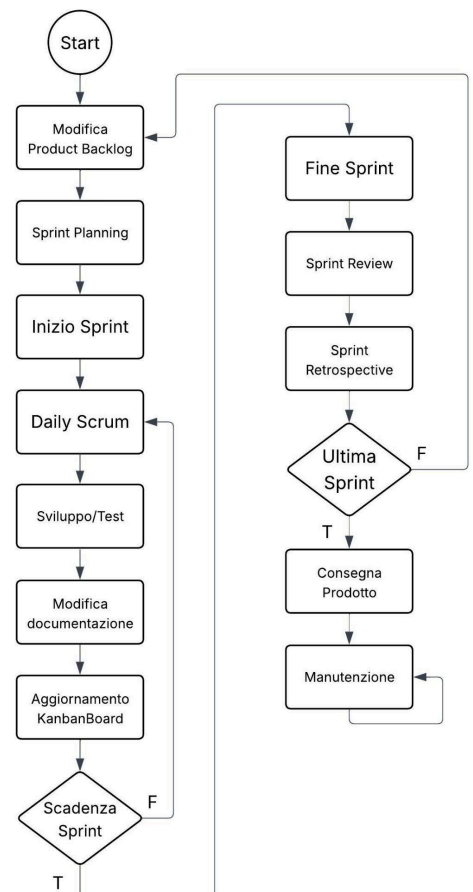 Start
Modifica
Product Backlog
Sprint Planning
Inizio Sprint
Daily Scrum
Sviluppo/Test
Modifica
documentazione
Aggiornamento
KanbanBoard
Scadenza
Sprint
F
T
Fine Sprint
Sprint Review
Sprint
Retrospective
Ultima
Sprint
F
T
Consegna
Prodotto
Manutenzione